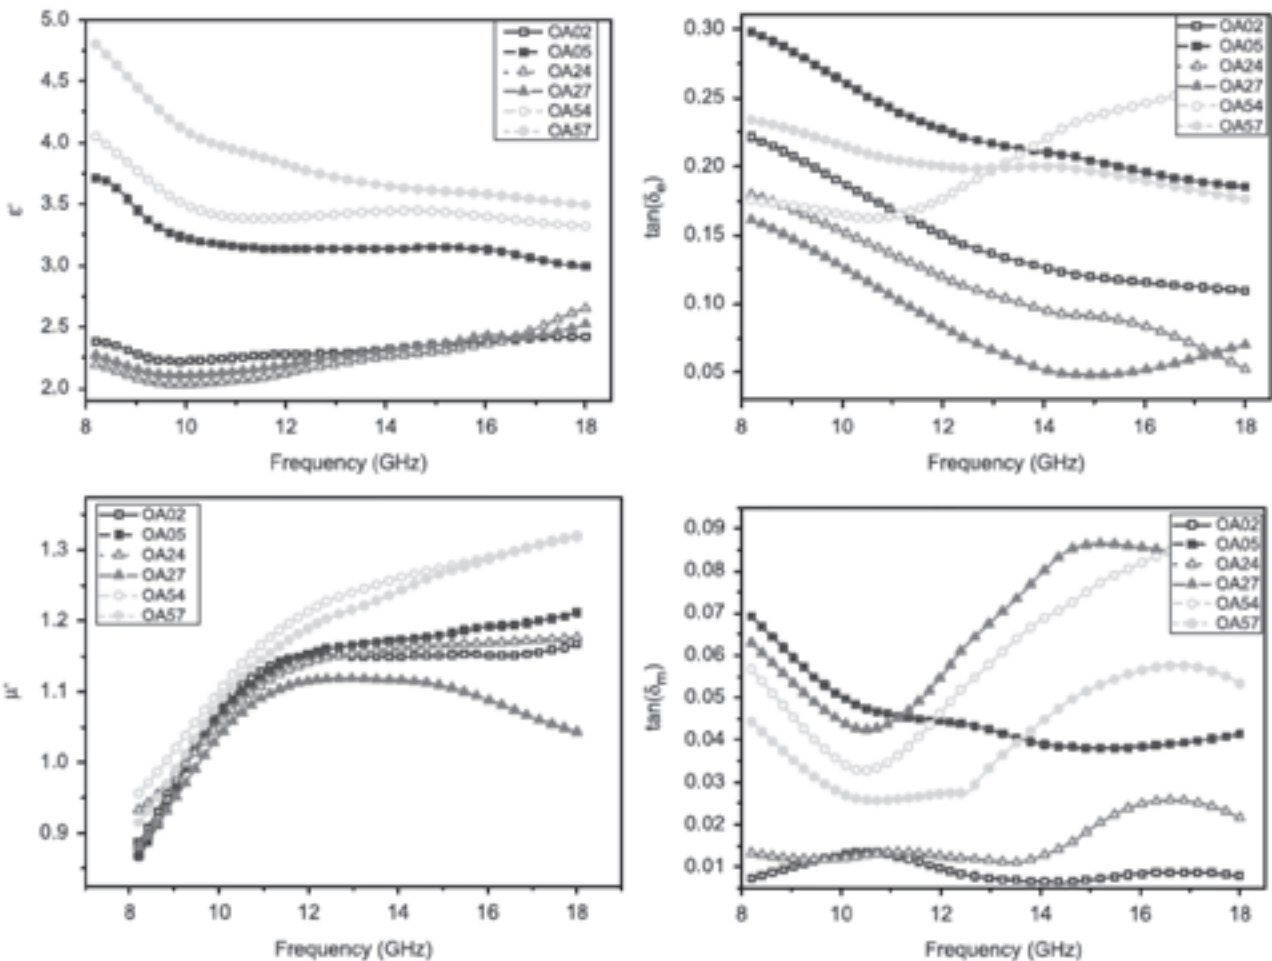 5.0
4.5
4.0
3.5
3.0
2.5
2.0
ε'
8
10
12
14
16
18
Frequency (GHz)
OA02
OA05
OA24
OA27
OA54
OA57
0.30
0.25
0.20
0.15
0.10
0,05
tan(δe)
8
10
12
14
16
18
Frequency (GHz)
OA02
OA05
OA24
OA27
OA54
OA57
1.3
1.2
1.1
1.0
0.9
μ'
8
10
12
14
16
18
Frequency (GHz)
OA02
OA05
OA24
OA27
OA54
OA57
0.09
0.08
0.07
0.06
0.05
0.04
0.03
0.02
0.01
tan(δm)
8
10
12
14
16
18
Frequency (GHz)
OA02
OA05
OA24
OA27
OA54
OA57